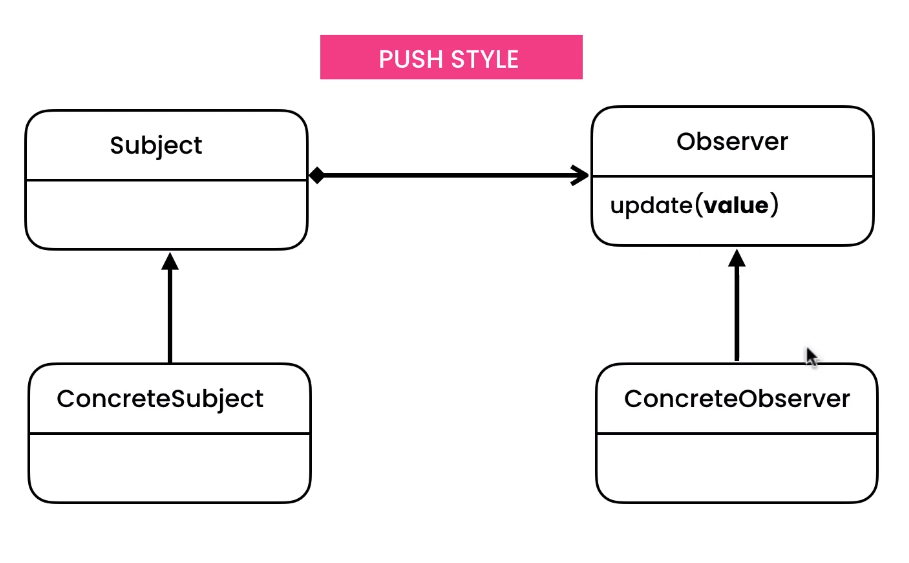 PUSH STYLE
Subject
Observer
update(value)
ConcreteSubject
ConcreteObserver